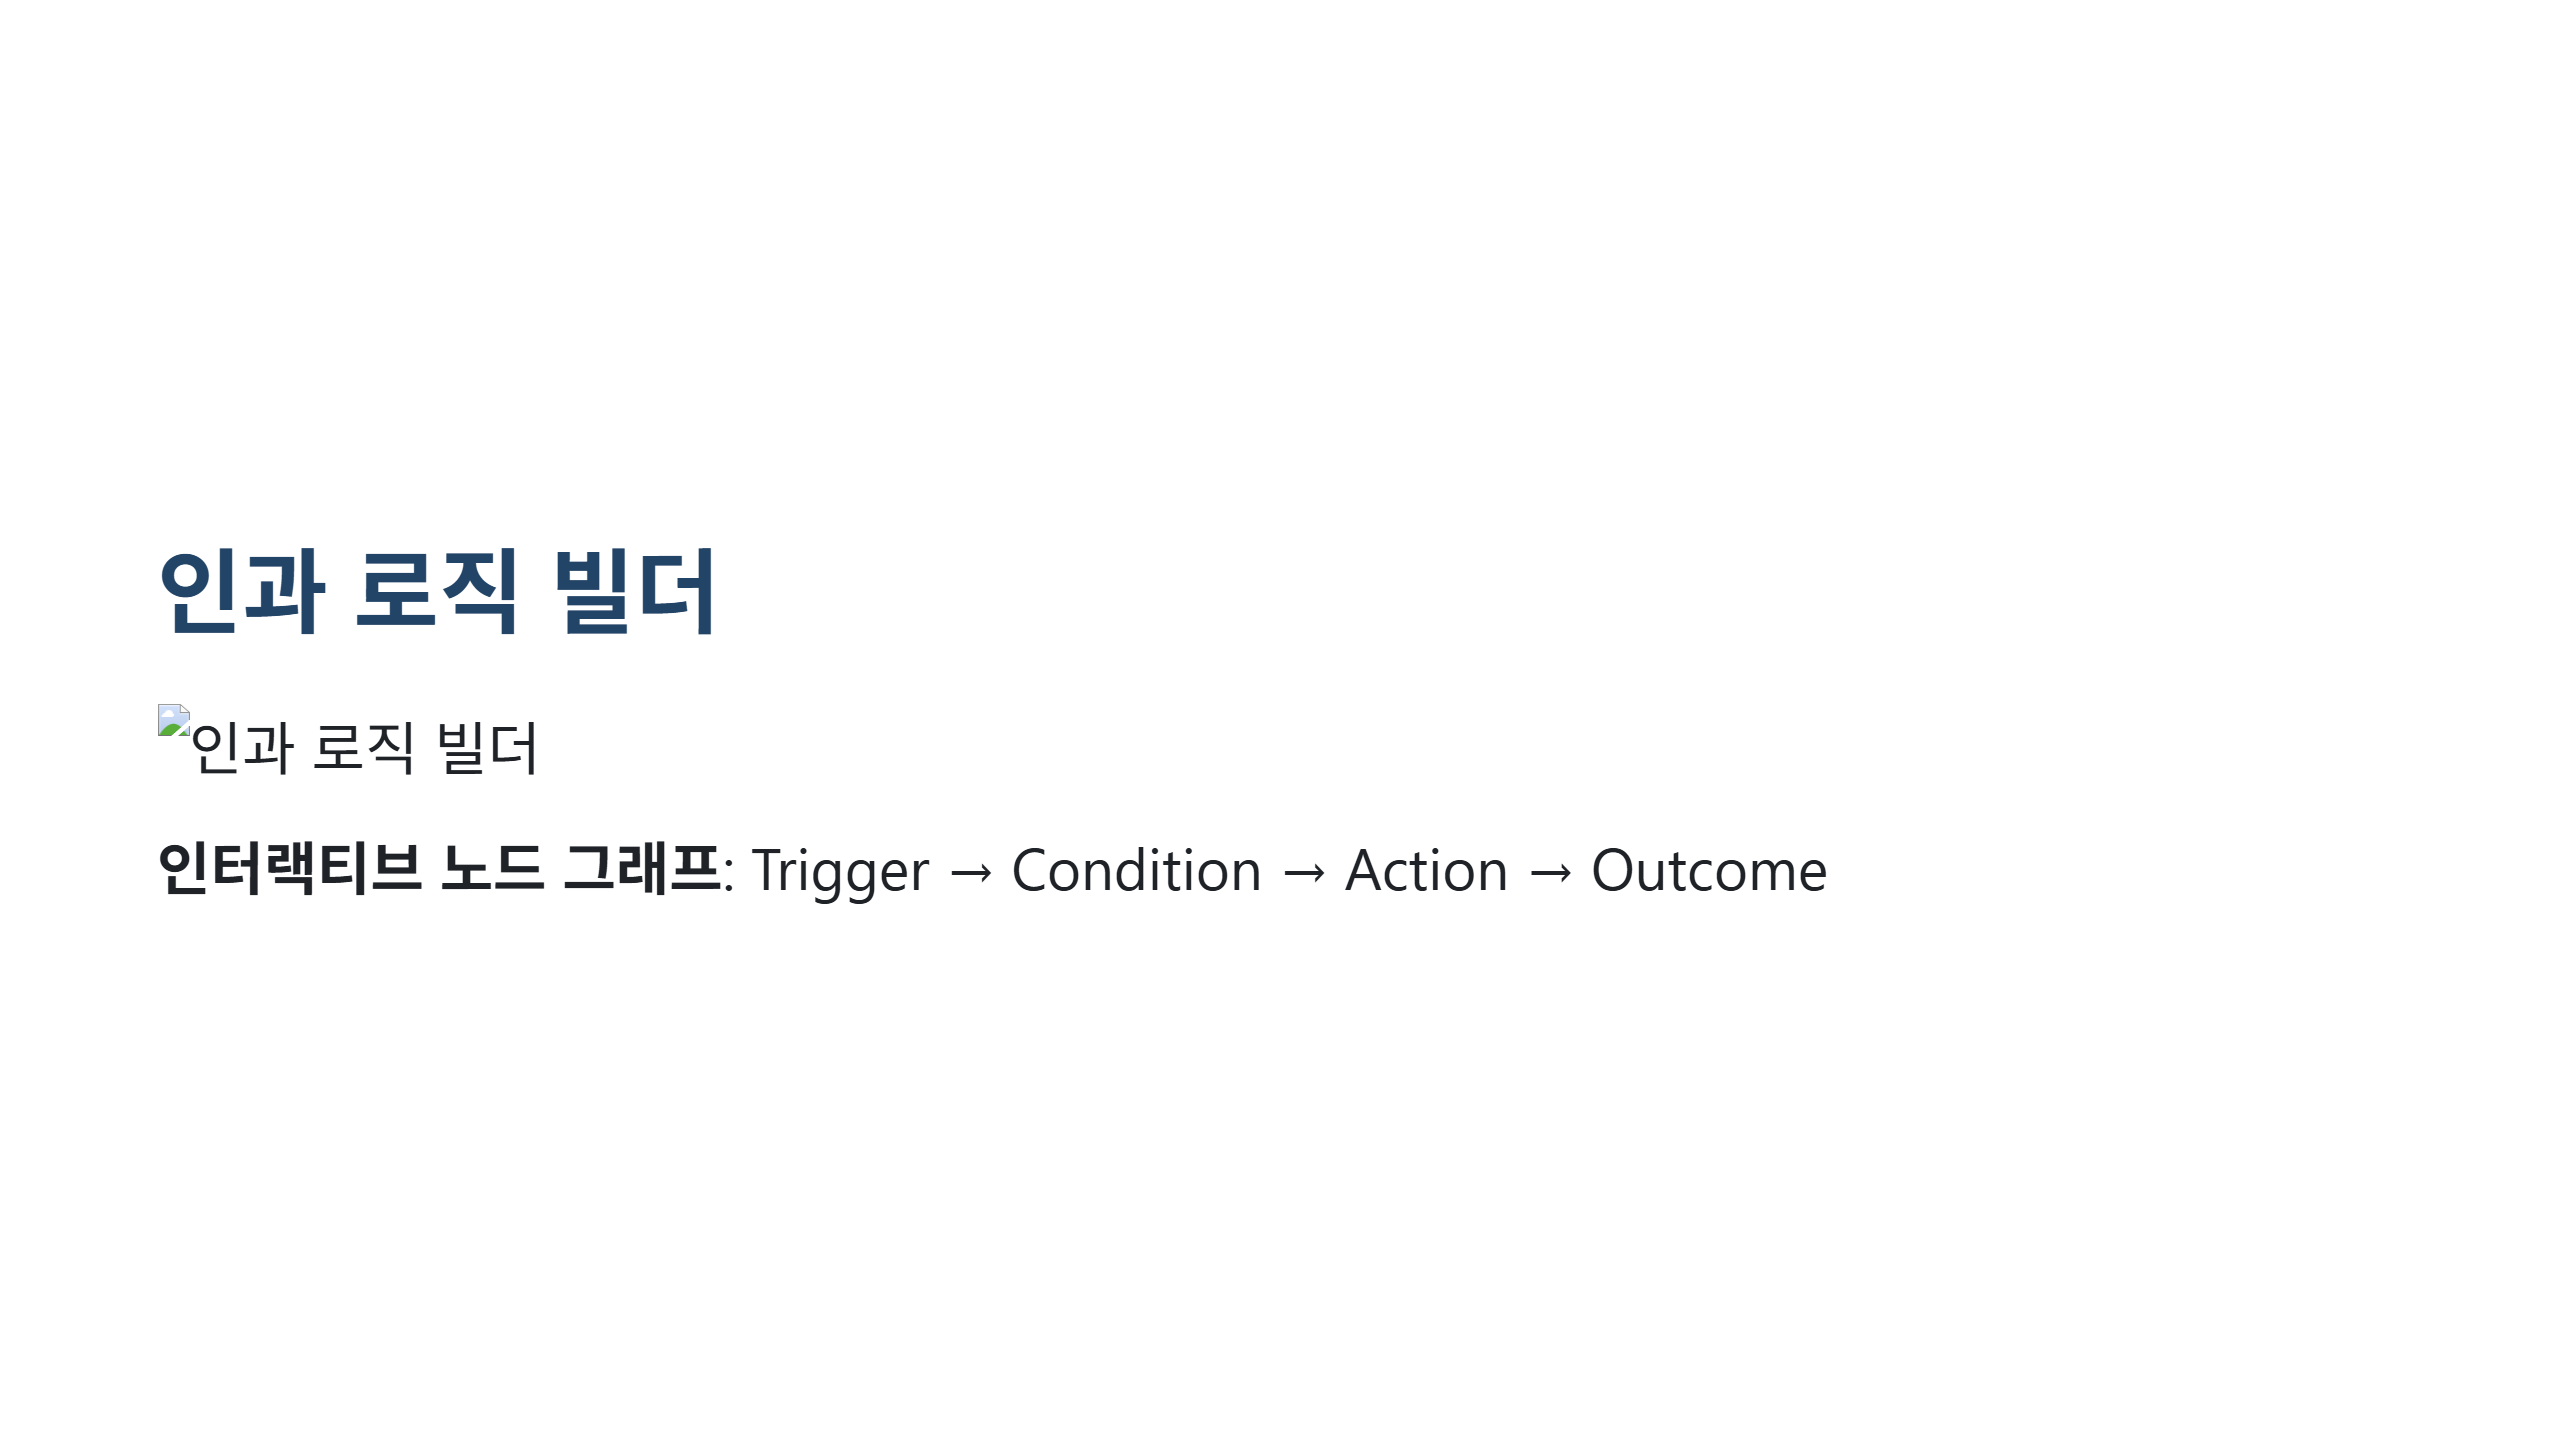 인과 로직 빌더
인과 로직 빌더
인터랙티브 노드 그래프: Trigger → Condition → Action → Outcome